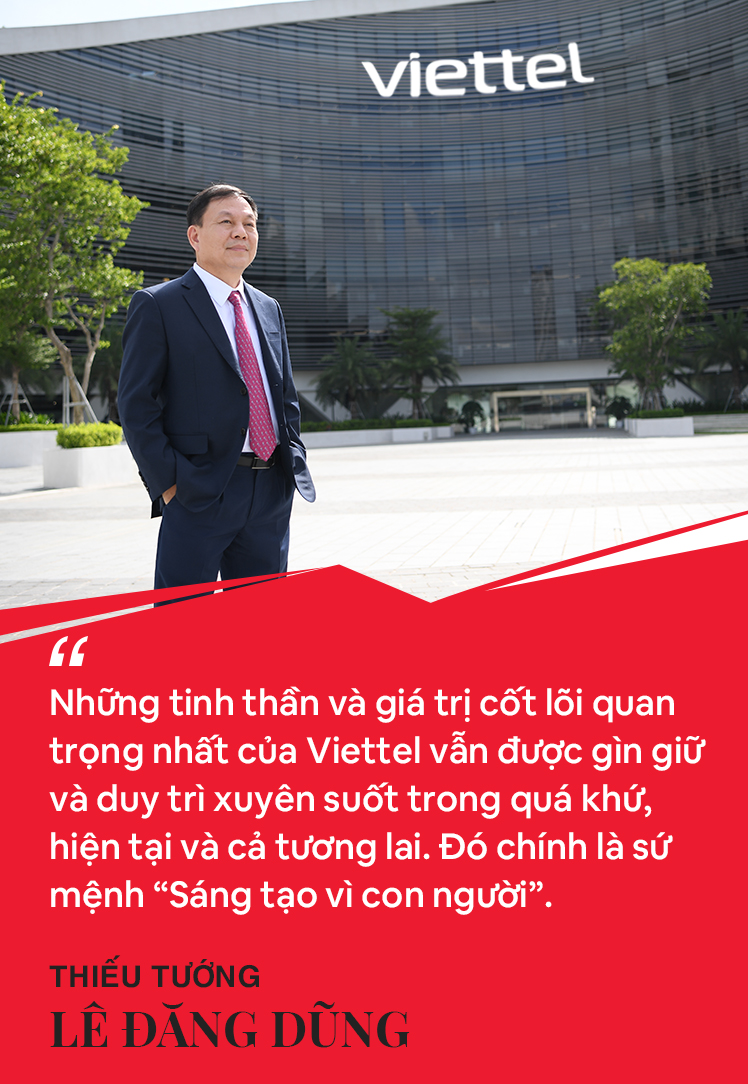 viettel
“
Những tinh thần và giá trị cốt lõi quan
trọng nhất của Viettel vẫn được gìn giữ
và duy trì xuyên suốt trong quá khứ,
hiện tại và cả tương lai. Đó chính là sứ
mệnh “Sáng tạo vì con người”.
THIẾU TƯỚNG
LÊ ĐĂNG DŨNG